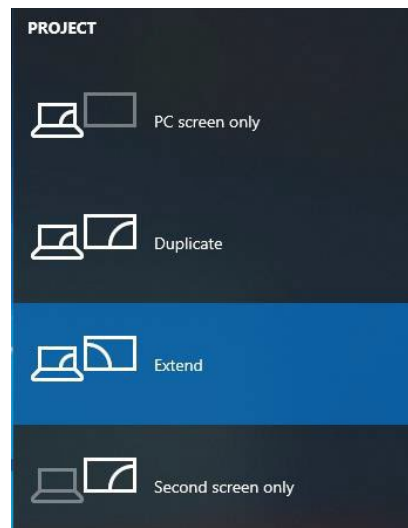 PROJECT
PC screen only
Duplicate
Extend
Second screen only